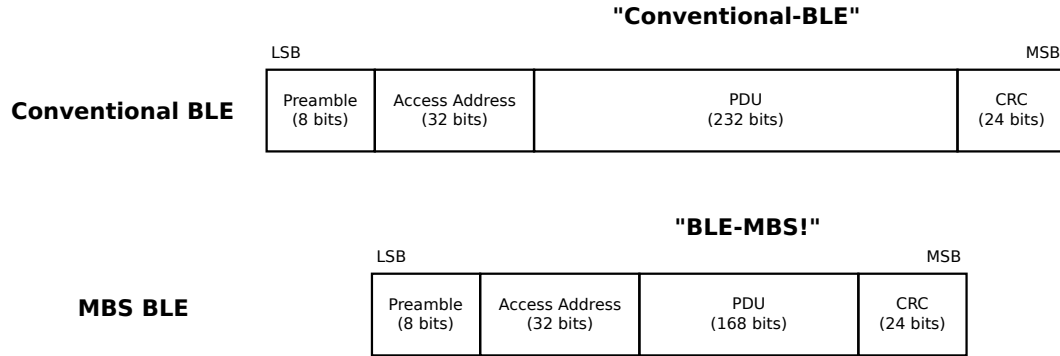 "Conventional-BLE"
LSB MSB
Conventional BLE
Preamble
(8 bits)
Access Address
(32 bits)
PDU
(232 bits)
CRC
(24 bits)
"BLE-MBS!"
LSB MSB
MBS BLE
Preamble
(8 bits)
Access Address
(32 bits)
PDU
(168 bits)
CRC
(24 bits)